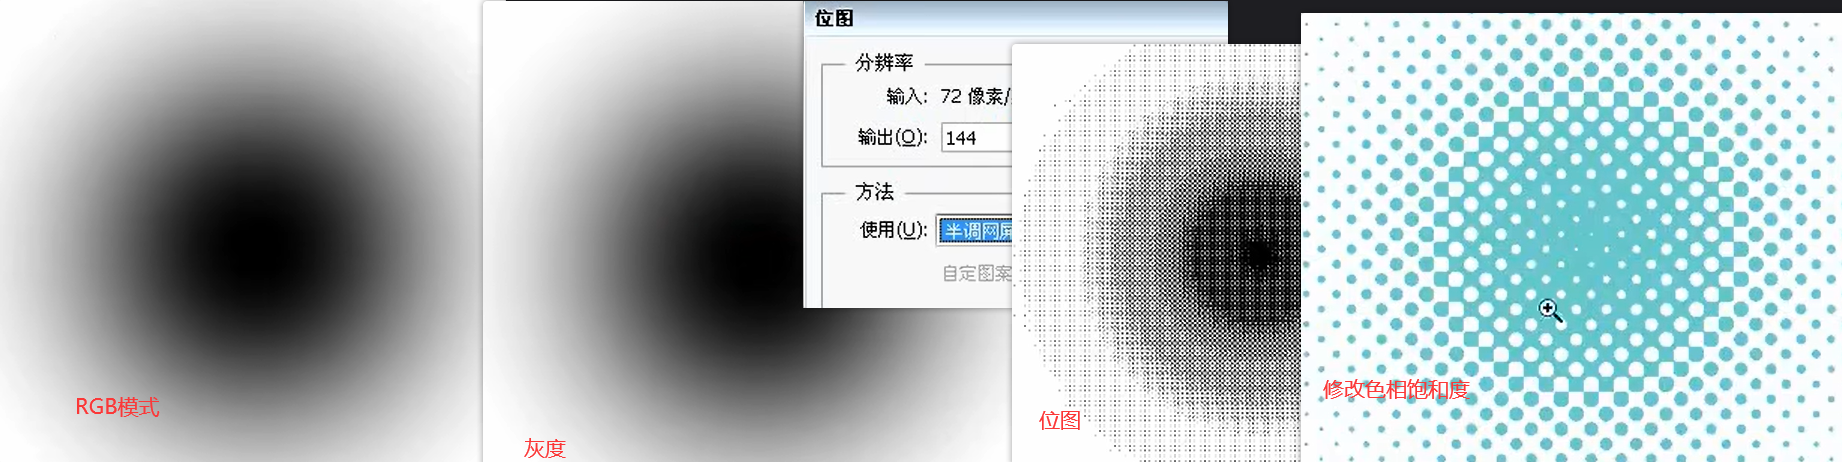 位图
分辨率
输入: 72 像素/
输出(O): 144
方法
使用(U): 半调网屏
自定图案
RGB模式
灰度
位图
修改色相饱和度